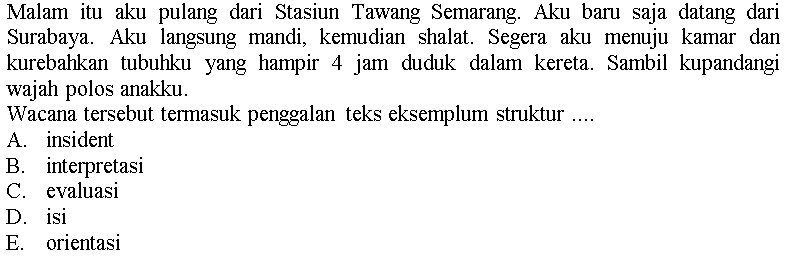 Malam itu aku pulang dari Stasiun Tawang Semarang. Aku baru saja datang dari
Surabaya. Aku langsung mandi, kemudian shalat. Segera aku menuju kamar dan
kurebahkan tubuhku yang hampir 4 jam duduk dalam kereta. Sambil kupandangi
wajah polos anakku.
Wacana tersebut termasuk penggalan teks eksemplum struktur ....
A. insident
B. interpretasi
C. evaluasi
D. isi
E. orientasi